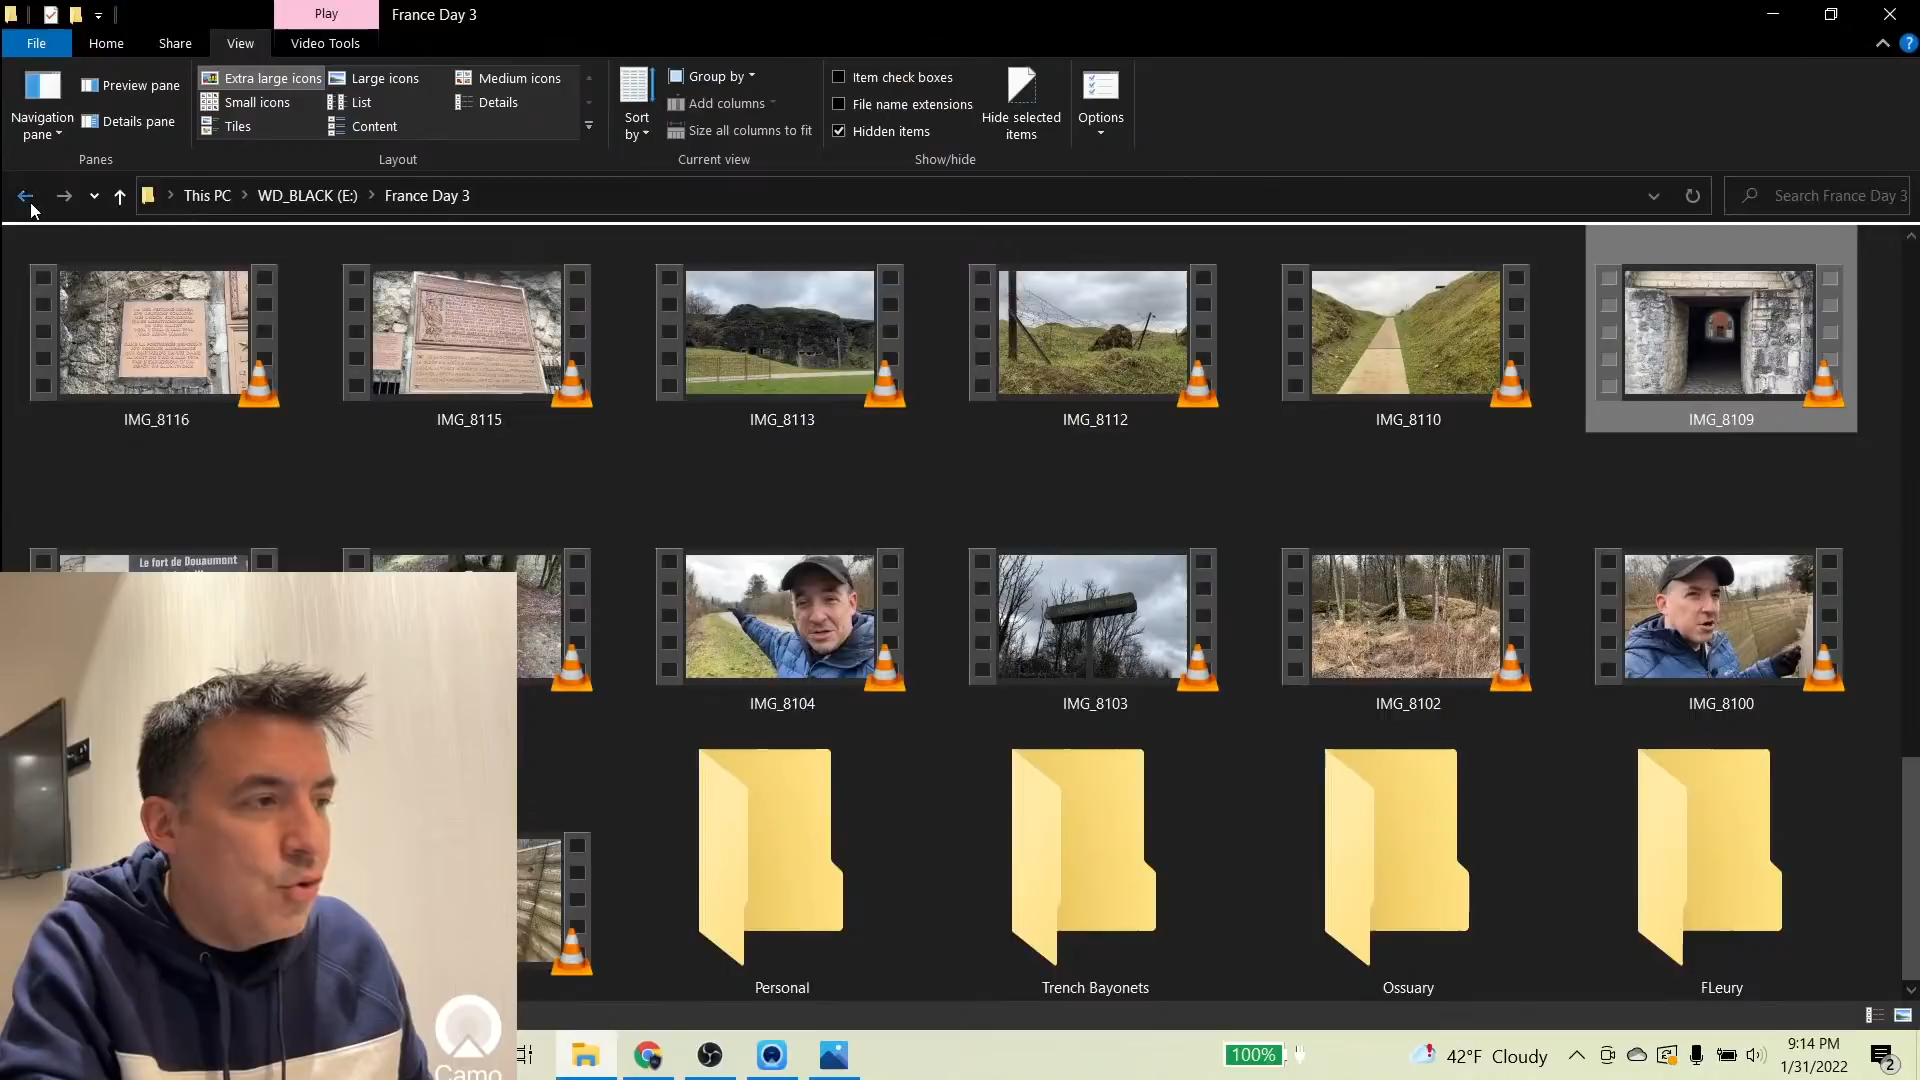 Play
France Day 3
File
Home
Share
View
Video Tools
Navigation pane
Preview pane
Details pane
Panes
Extra large icons
Large icons
Medium icons
Small icons
List
Details
Tiles
Content
Layout
Sort by
Group by
Add columns
Size all columns to fit
Current view
Item check boxes
File name extensions
Hidden items
Hide selected items
Show/hide
Options
This PC
WD_BLACK (E:)
France Day 3
Search France Day 3
IMG_8116
IMG_8115
IMG_8113
IMG_8112
IMG_8110
IMG_8109
Le fort de Douaumont
IMG_8104
IMG_8103
IMG_8102
IMG_8100
Personal
Trench Bayonets
Ossuary
FLeury
Camo
100%
42°F Cloudy
9:14 PM
1/31/2022
2